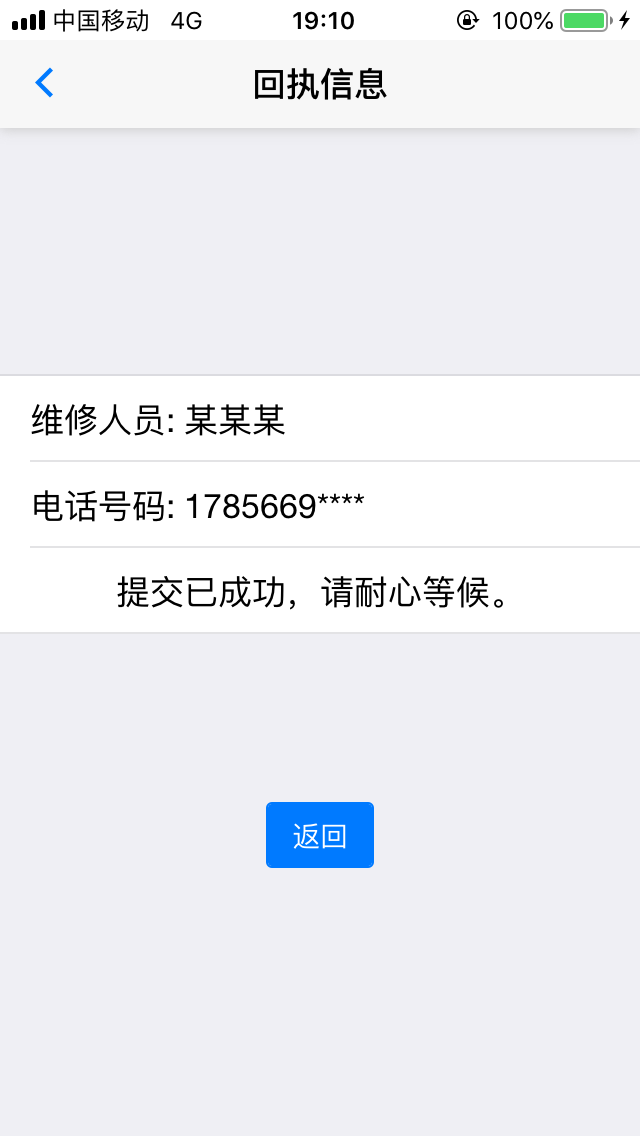 中国移动 4G 19:10 100%
回执信息
维修人员: 某某某
电话号码: 1785669****
提交已成功，请耐心等候。
返回